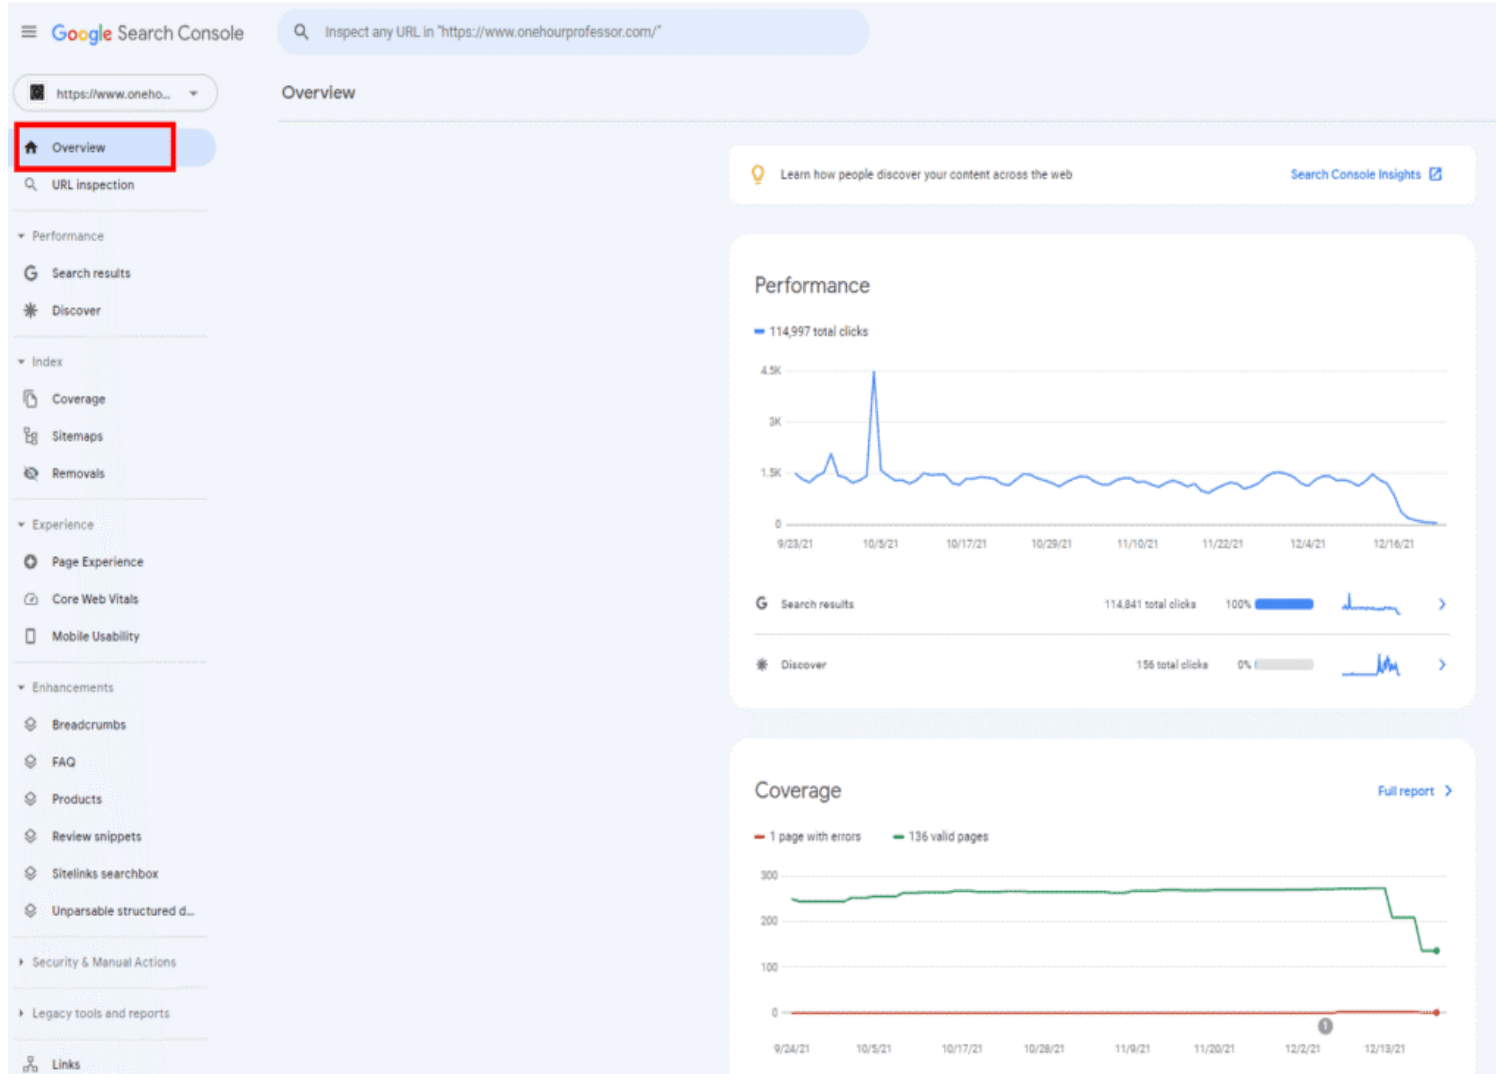 Google Search Console
Inspect any URL in "https://www.onehourprofessor.com/"
https://www.oneho...
Overview
Overview
URL inspection
Performance
Search results
Discover
Index
Coverage
Sitemaps
Removals
Experience
Page Experience
Core Web Vitals
Mobile Usability
Enhancements
Breadcrumbs
FAQ
Products
Review snippets
Sitelinks searchbox
Unparsable structured d...
Security & Manual Actions
Legacy tools and reports
Links
Learn how people discover your content across the web
Search Console Insights
Performance
114,997 total clicks
4.5K
3K
1.5K
0
9/23/21 10/5/21 10/17/21 10/29/21 11/10/21 11/22/21 12/4/21 12/16/21
G Search results 114,841 total clicks 100%
Discover 156 total clicks 0%
Coverage
Full report
1 page with errors 136 valid pages
300
200
100
0
1
9/24/21 10/5/21 10/17/21 10/28/21 11/9/21 11/20/21 12/2/21 12/13/21